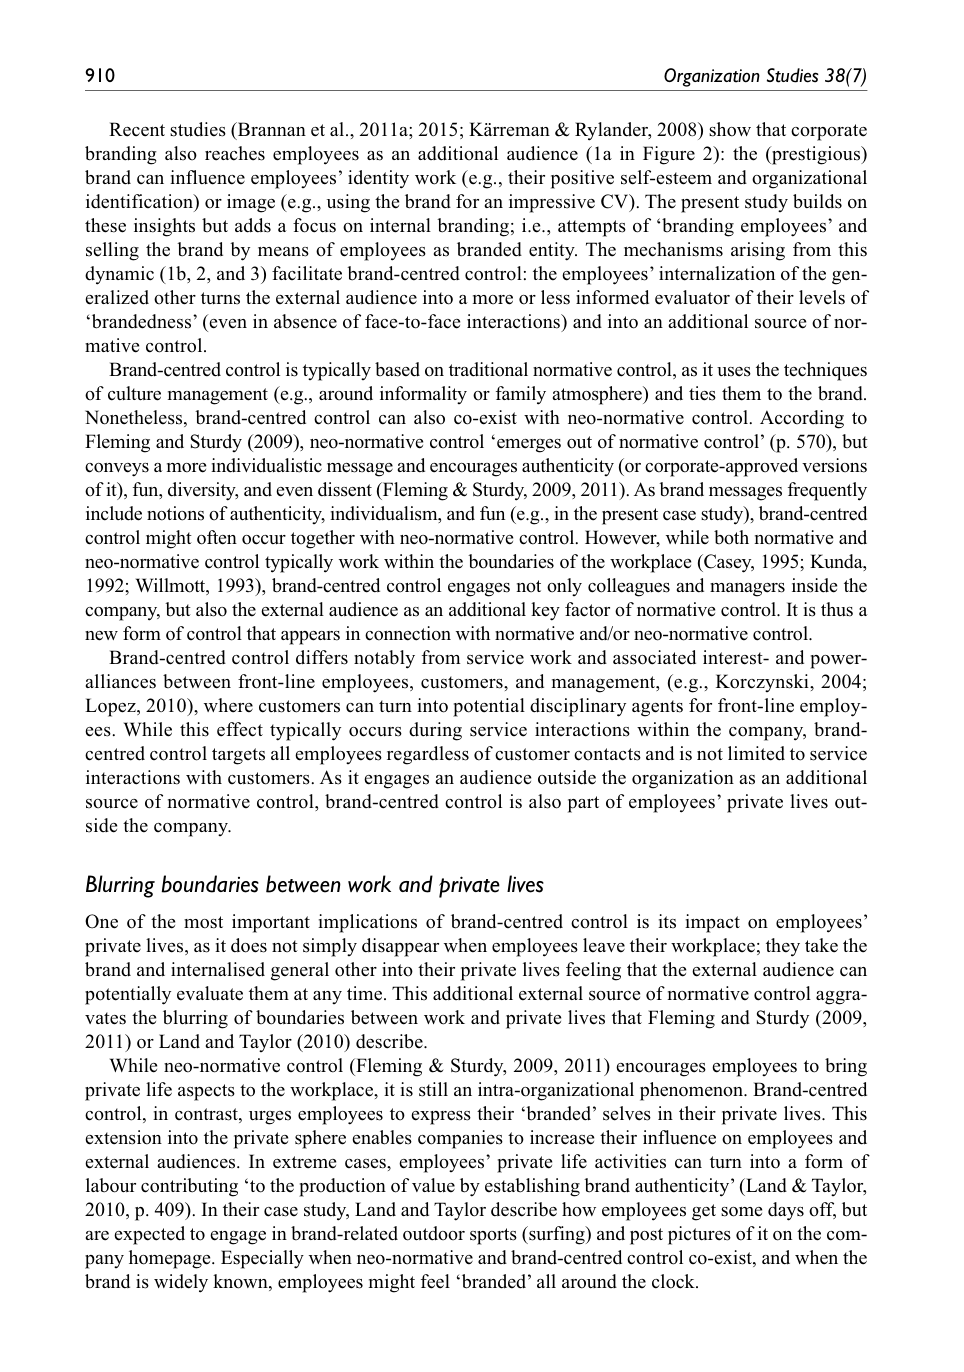 910
Organization Studies 38(7)
Recent studies (Brannan et al., 2011a; 2015; Kärreman & Rylander, 2008) show that corporate
branding also reaches employees as an additional audience (1a in Figure 2): the (prestigious)
brand can influence employees’ identity work (e.g., their positive self-esteem and organizational
identification) or image (e.g., using the brand for an impressive CV). The present study builds on
these insights but adds a focus on internal branding; i.e., attempts of ‘branding employees’ and
selling the brand by means of employees as branded entity. The mechanisms arising from this
dynamic (1b, 2, and 3) facilitate brand-centred control: the employees’ internalization of the gen-
eralized other turns the external audience into a more or less informed evaluator of their levels of
‘brandedness’ (even in absence of face-to-face interactions) and into an additional source of nor-
mative control.
Brand-centred control is typically based on traditional normative control, as it uses the techniques
of culture management (e.g., around informality or family atmosphere) and ties them to the brand.
Nonetheless, brand-centred control can also co-exist with neo-normative control. According to
Fleming and Sturdy (2009), neo-normative control ‘emerges out of normative control’ (p. 570), but
conveys a more individualistic message and encourages authenticity (or corporate-approved versions
of it), fun, diversity, and even dissent (Fleming & Sturdy, 2009, 2011). As brand messages frequently
include notions of authenticity, individualism, and fun (e.g., in the present case study), brand-centred
control might often occur together with neo-normative control. However, while both normative and
neo-normative control typically work within the boundaries of the workplace (Casey, 1995; Kunda,
1992; Willmott, 1993), brand-centred control engages not only colleagues and managers inside the
company, but also the external audience as an additional key factor of normative control. It is thus a
new form of control that appears in connection with normative and/or neo-normative control.
Brand-centred control differs notably from service work and associated interest- and power-
alliances between front-line employees, customers, and management, (e.g., Korczynski, 2004;
Lopez, 2010), where customers can turn into potential disciplinary agents for front-line employ-
ees. While this effect typically occurs during service interactions within the company, brand-
centred control targets all employees regardless of customer contacts and is not limited to service
interactions with customers. As it engages an audience outside the organization as an additional
source of normative control, brand-centred control is also part of employees’ private lives out-
side the company.
Blurring boundaries between work and private lives
One of the most important implications of brand-centred control is its impact on employees’
private lives, as it does not simply disappear when employees leave their workplace; they take the
brand and internalised general other into their private lives feeling that the external audience can
potentially evaluate them at any time. This additional external source of normative control aggra-
vates the blurring of boundaries between work and private lives that Fleming and Sturdy (2009,
2011) or Land and Taylor (2010) describe.
While neo-normative control (Fleming & Sturdy, 2009, 2011) encourages employees to bring
private life aspects to the workplace, it is still an intra-organizational phenomenon. Brand-centred
control, in contrast, urges employees to express their ‘branded’ selves in their private lives. This
extension into the private sphere enables companies to increase their influence on employees and
external audiences. In extreme cases, employees’ private life activities can turn into a form of
labour contributing ‘to the production of value by establishing brand authenticity’ (Land & Taylor,
2010, p. 409). In their case study, Land and Taylor describe how employees get some days off, but
are expected to engage in brand-related outdoor sports (surfing) and post pictures of it on the com-
pany homepage. Especially when neo-normative and brand-centred control co-exist, and when the
brand is widely known, employees might feel ‘branded’ all around the clock.